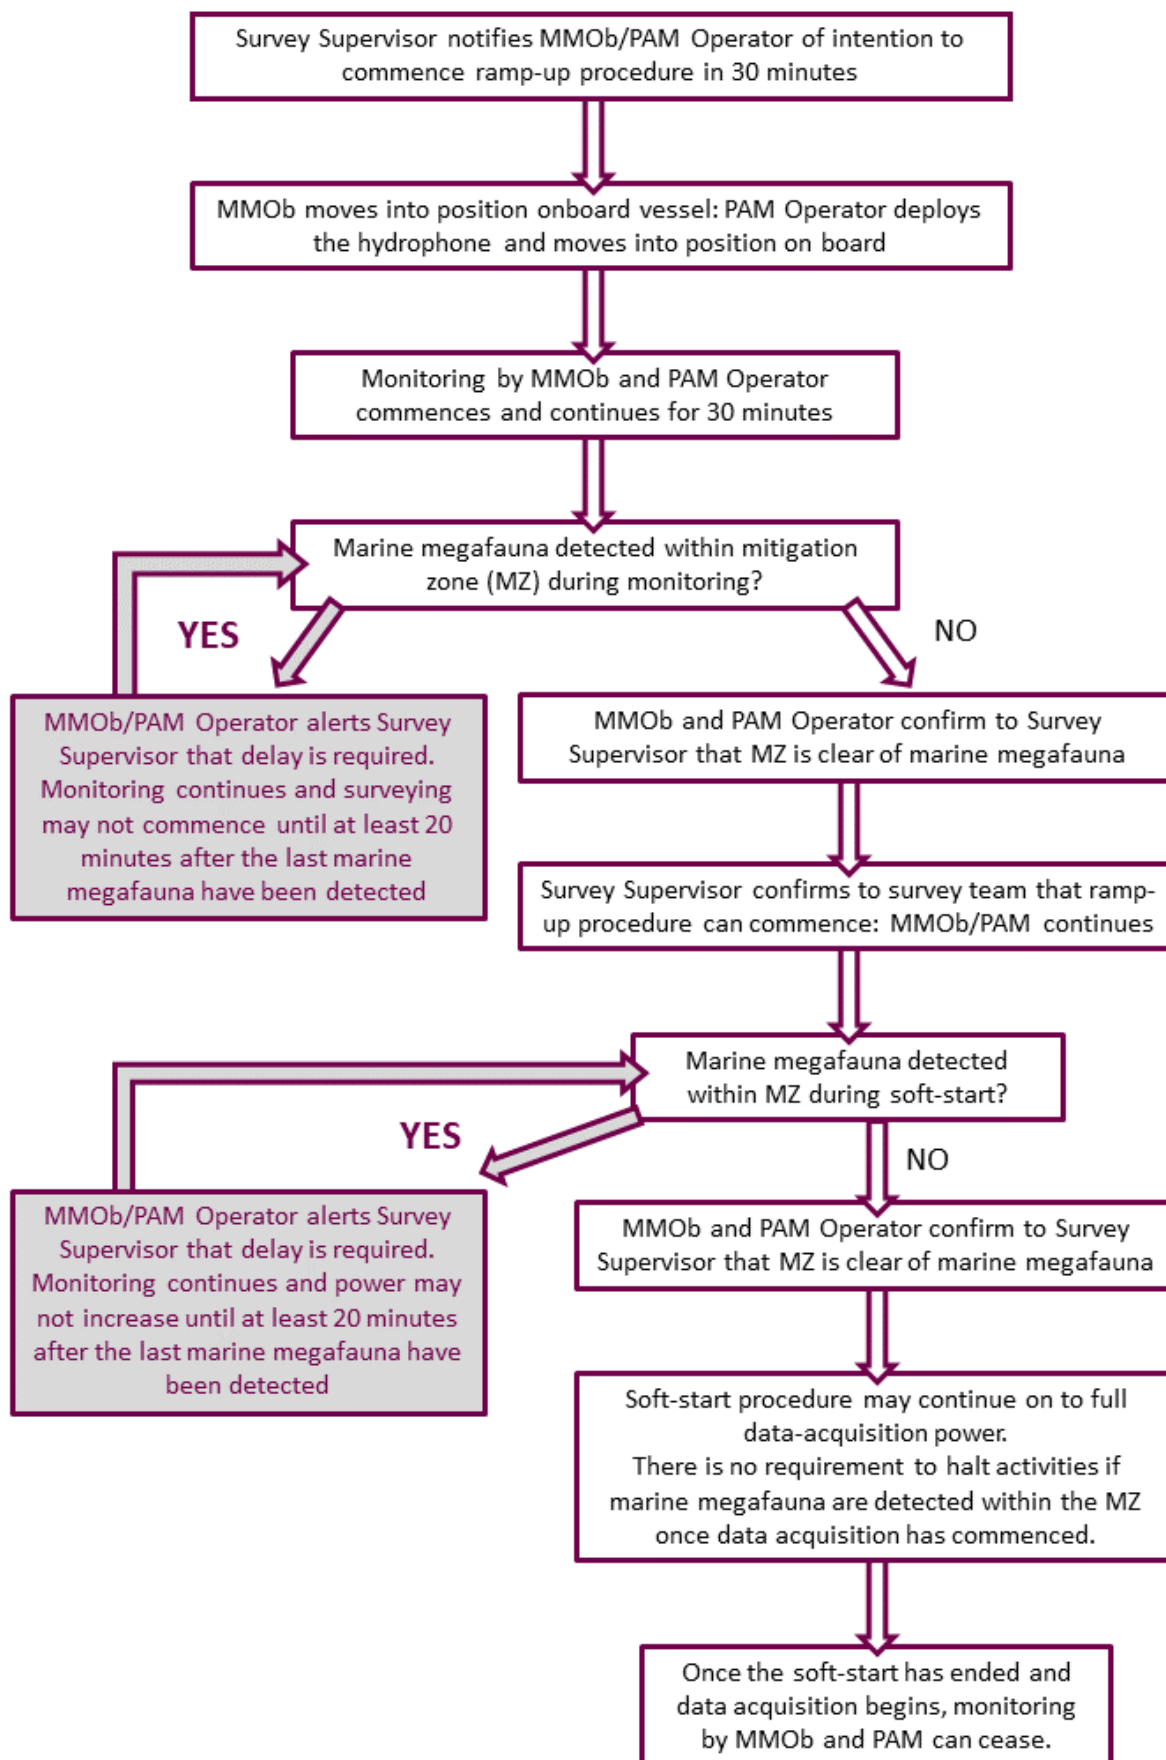 Survey Supervisor notifies MMOb/PAM Operator of intention to
commence ramp-up procedure in 30 minutes
MMOb moves into position onboard vessel: PAM Operator deploys
the hydrophone and moves into position on board
Monitoring by MMOb and PAM Operator
commences and continues for 30 minutes
Marine megafauna detected within mitigation
zone (MZ) during monitoring?
YES
NO
MMOb/PAM Operator alerts Survey
Supervisor that delay is required.
Monitoring continues and surveying
may not commence until at least 20
minutes after the last marine
megafauna have been detected
MMOb and PAM Operator confirm to Survey
Supervisor that MZ is clear of marine megafauna
Survey Supervisor confirms to survey team that ramp-
up procedure can commence: MMOb/PAM continues
Marine megafauna detected
within MZ during soft-start?
YES
NO
MMOb/PAM Operator alerts Survey
Supervisor that delay is required.
Monitoring continues and power may
not increase until at least 20 minutes
after the last marine megafauna have
been detected
MMOb and PAM Operator confirm to Survey
Supervisor that MZ is clear of marine megafauna
Soft-start procedure may continue on to full
data-acquisition power.
There is no requirement to halt activities if
marine megafauna are detected within the MZ
once data acquisition has commenced.
Once the soft-start has ended and
data acquisition begins, monitoring
by MMOb and PAM can cease.